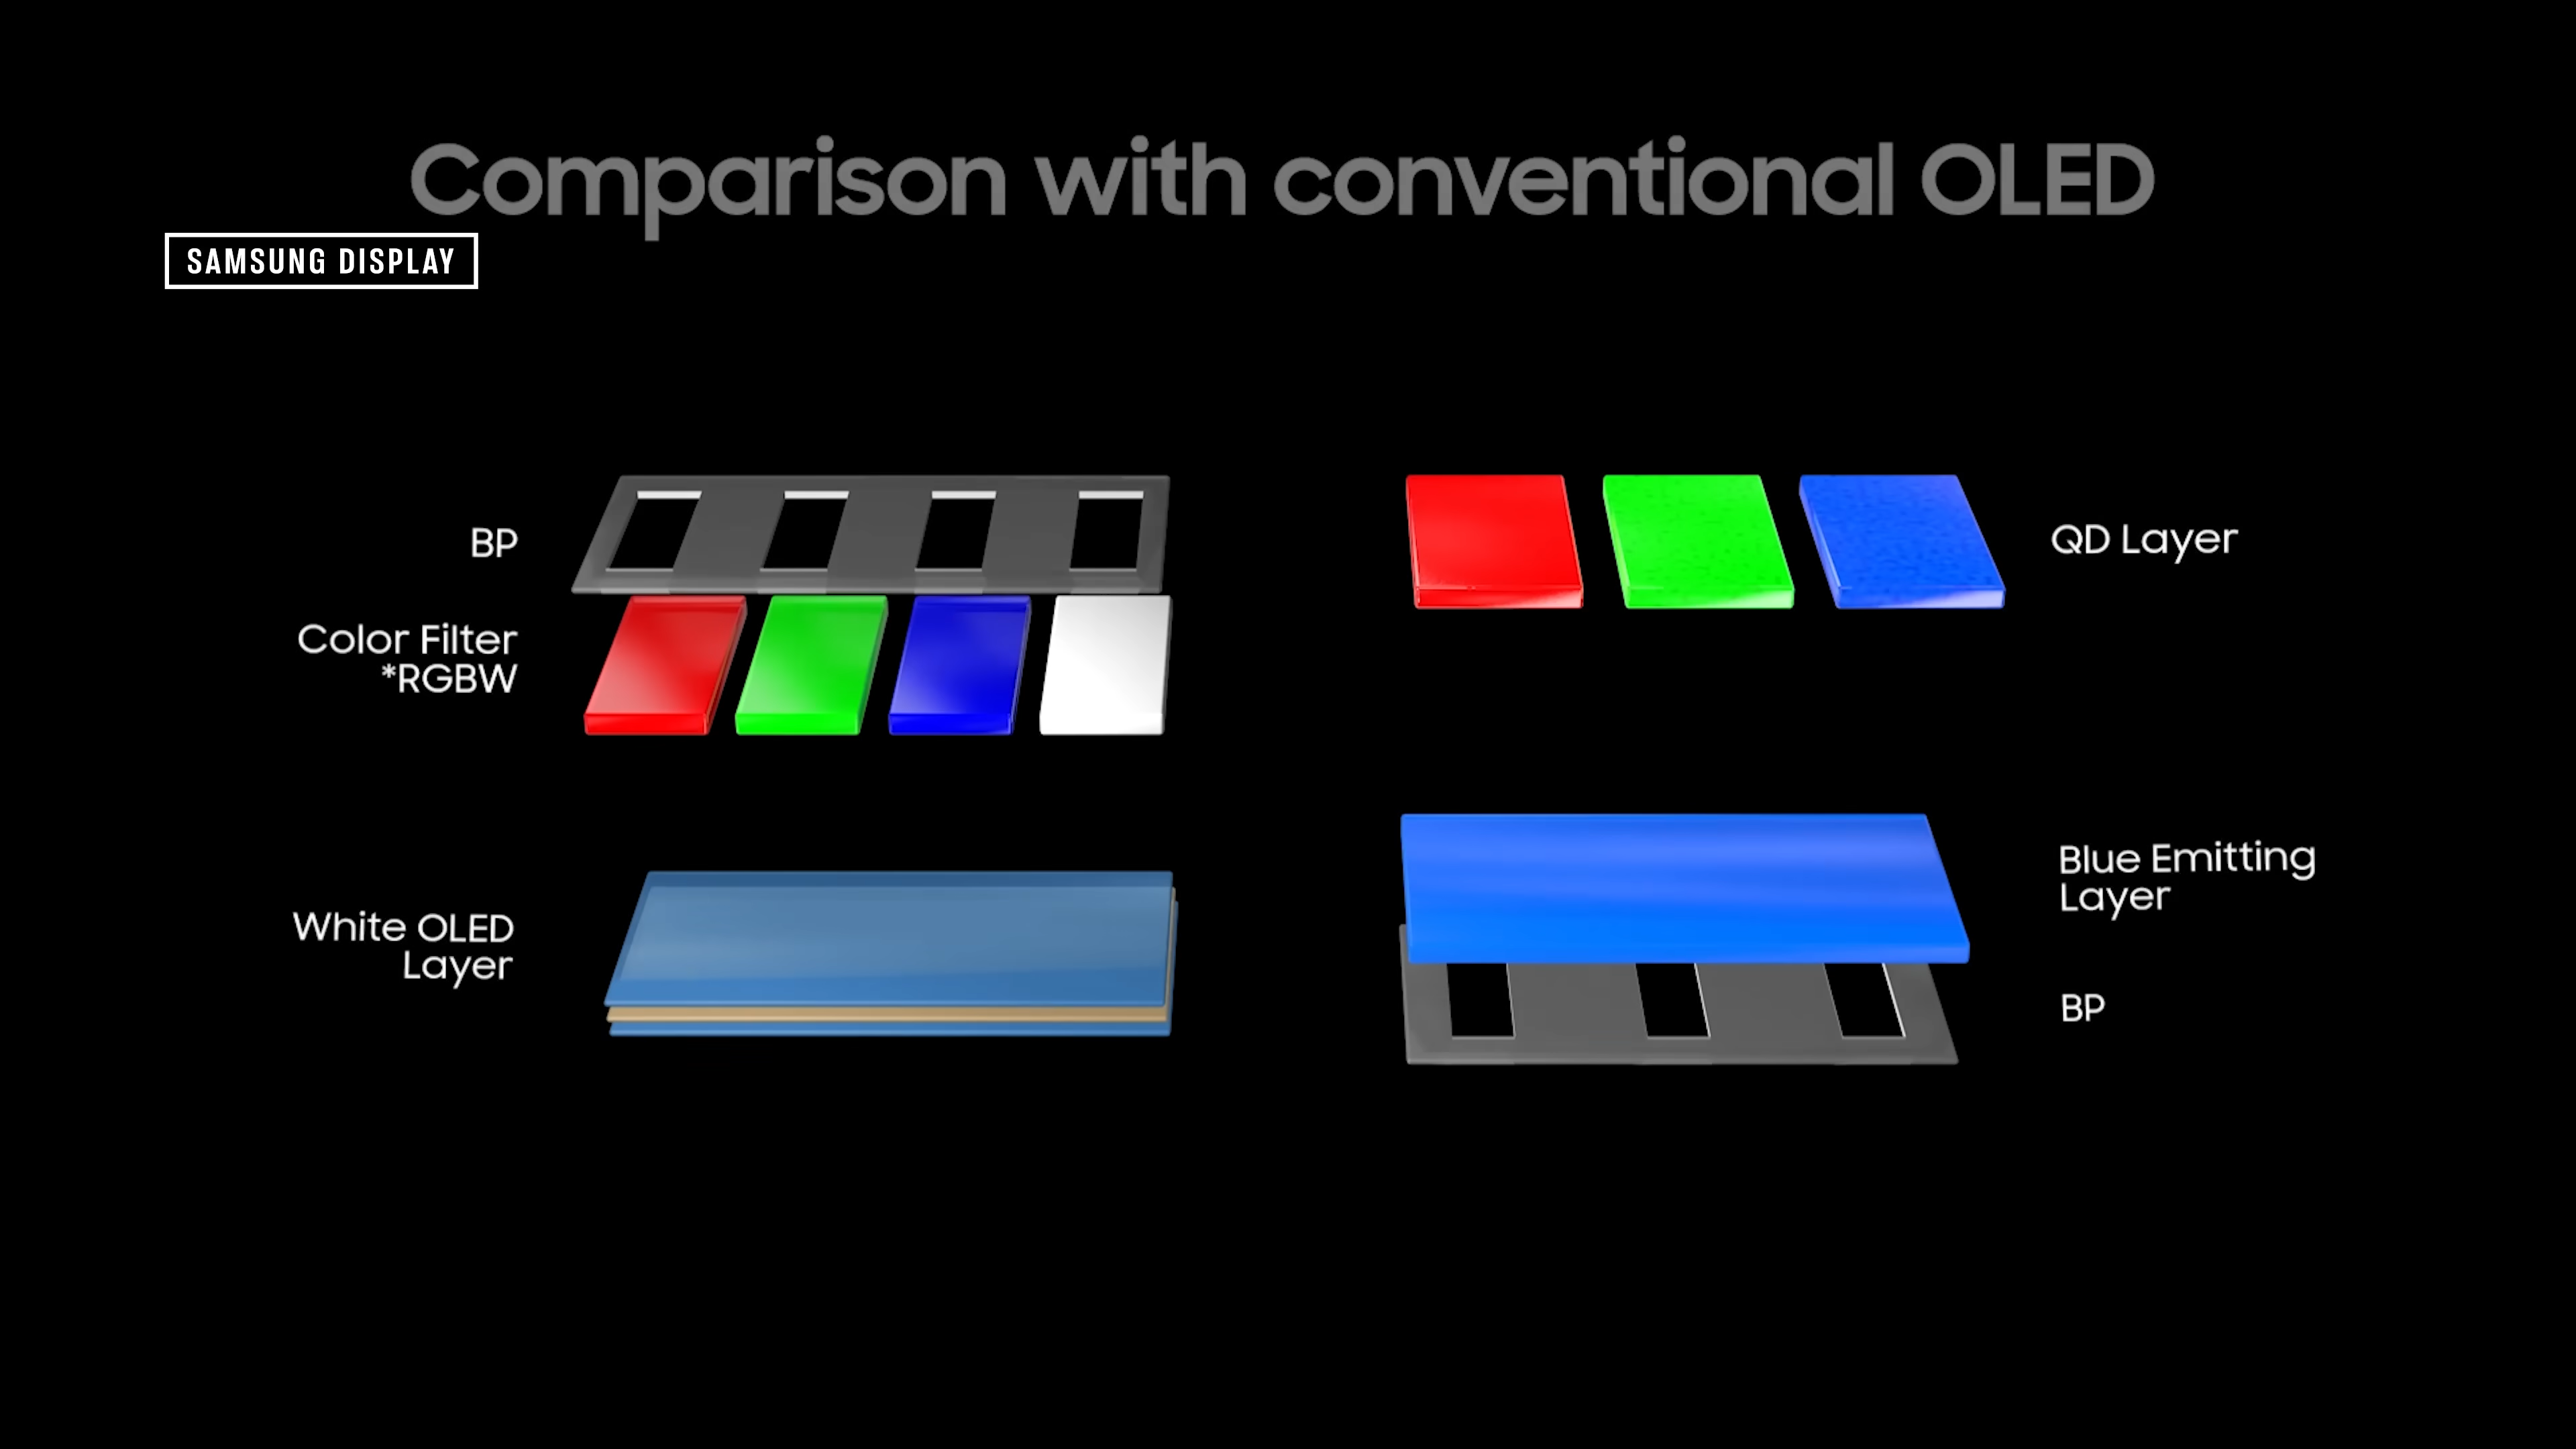 Comparison with conventional OLED
SAMSUNG DISPLAY
BP
Color Filter
*RGBW
White OLED
Layer
QD Layer
Blue Emitting
Layer
BP